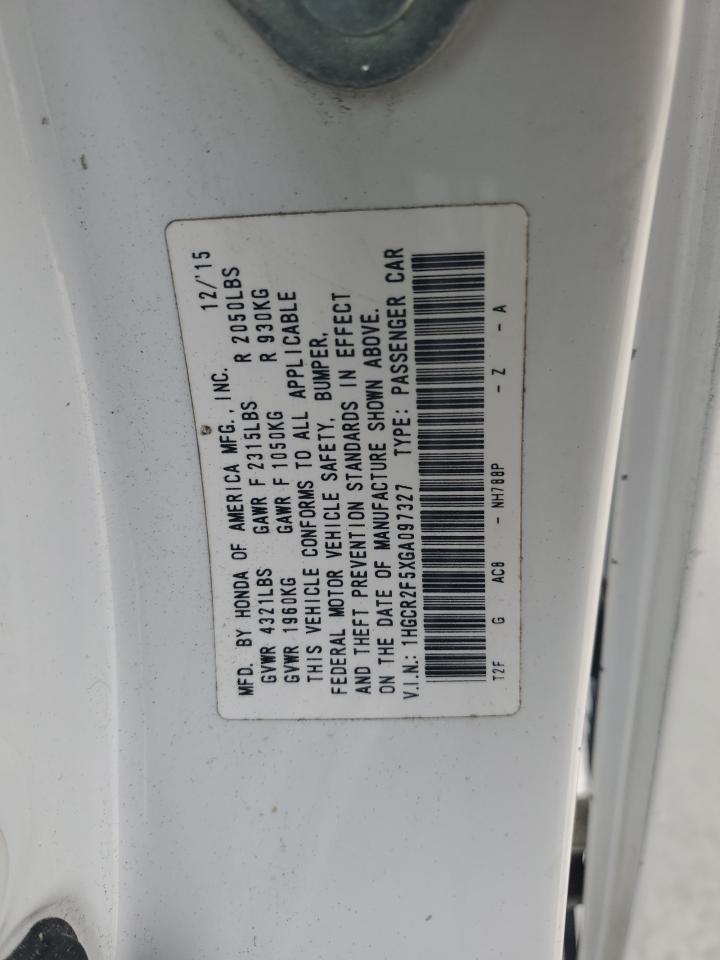 MFD. BY HONDA OF AMERICA MFG., INC. 12/'15
GVWR 4321LBS GAWR F 2315LBS R 2050LBS
GVWR 1960KG GAWR F 1050KG R 930KG
THIS VEHICLE CONFORMS TO ALL APPLICABLE
FEDERAL MOTOR VEHICLE SAFETY, BUMPER,
AND THEFT PREVENTION STANDARDS IN EFFECT
ON THE DATE OF MANUFACTURE SHOWN ABOVE.
V.I.N.: 1HGCR2F5XGA097327 TYPE: PASSENGER CAR
T2F G AC8 - NH788P - Z - A